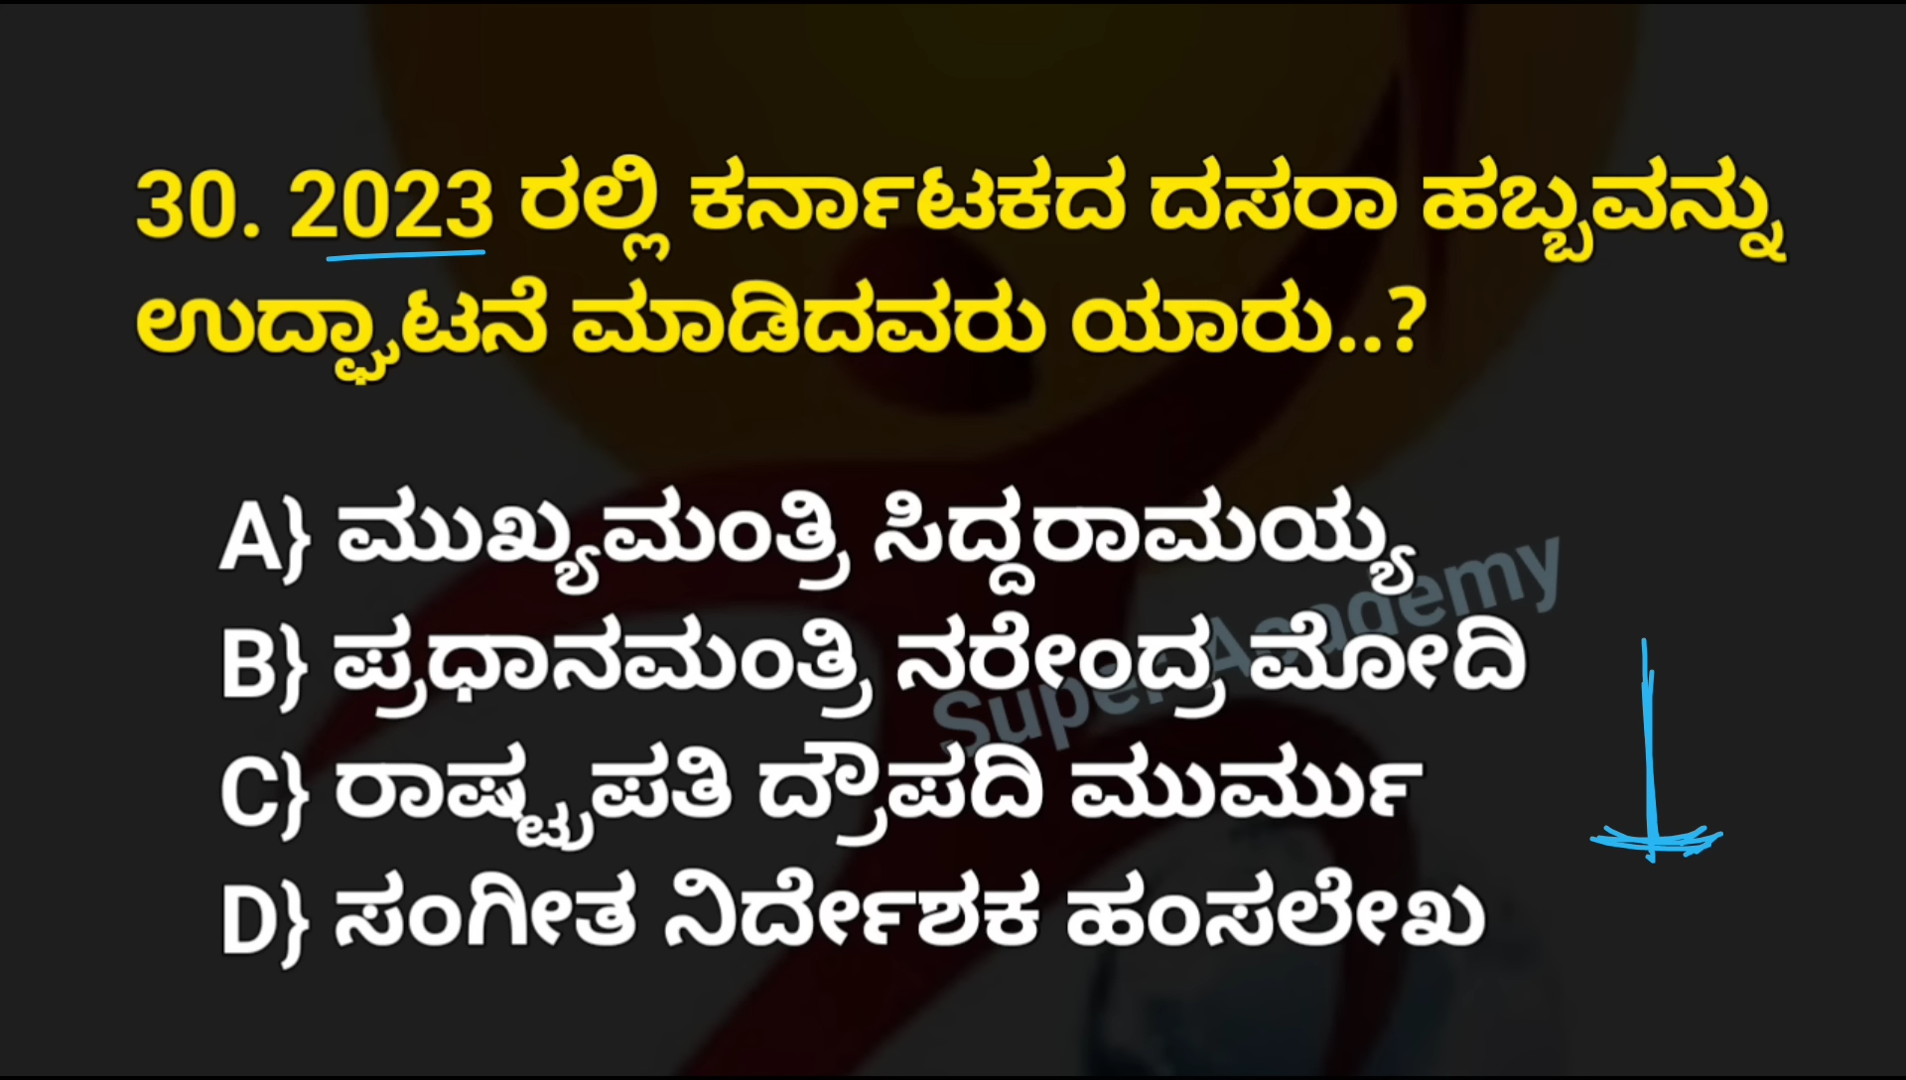 30. 2023 ರಲ್ಲಿ ಕರ್ನಾಟಕದ ದಸರಾ ಹಬ್ಬವನ್ನು
ಉದ್ಘಾಟನೆ ಮಾಡಿದವರು ಯಾರು..?
A} ಮುಖ್ಯಮಂತ್ರಿ ಸಿದ್ದರಾಮಯ್ಯ
B} ಪ್ರಧಾನಮಂತ್ರಿ ನರೇಂದ್ರ ಮೋದಿ
C} ರಾಷ್ಟ್ರಪತಿ ದ್ರೌಪದಿ ಮುರ್ಮು
D} ಸಂಗೀತ ನಿರ್ದೇಶಕ ಹಂಸಲೇಖ
Super Academy